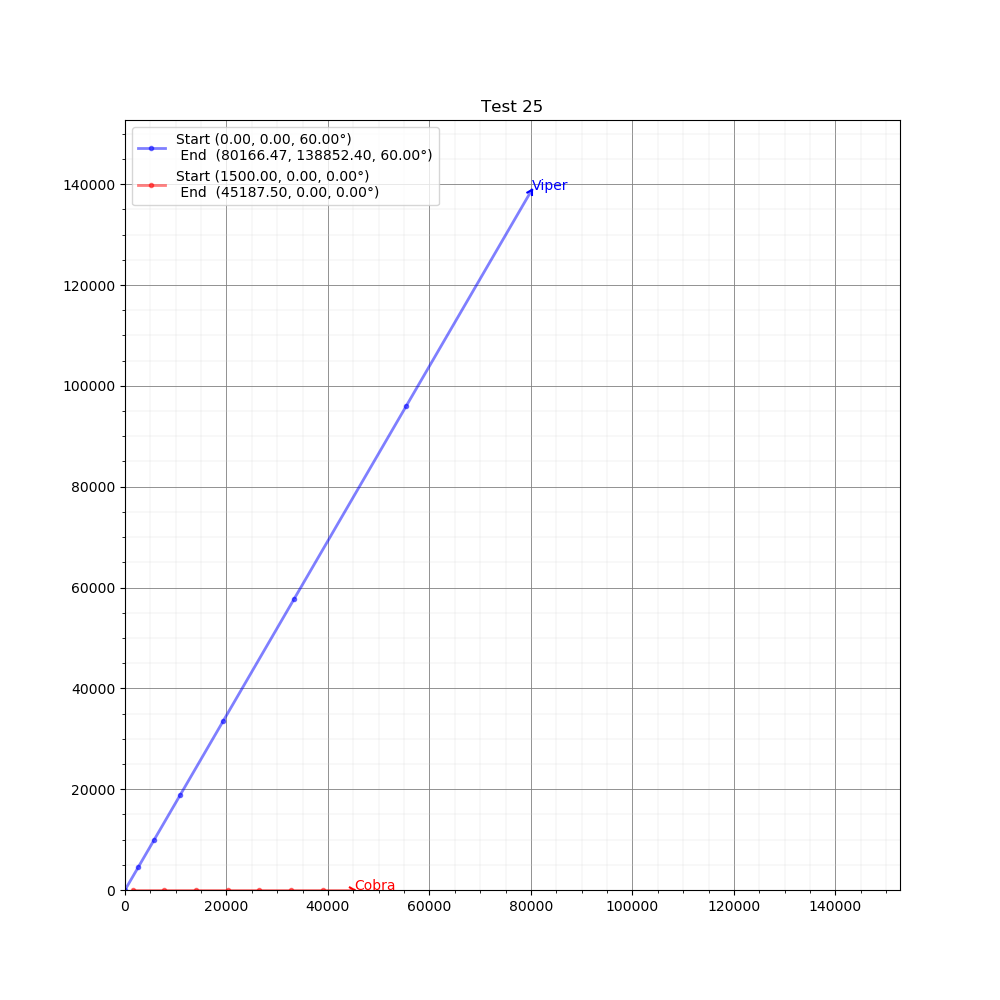 Test 25
Start (0.00, 0.00, 60.00°)
End (80166.47, 138852.40, 60.00°)
Start (1500.00, 0.00, 0.00°)
End (45187.50, 0.00, 0.00°)
Viper
140000
120000
100000
80000
60000
40000
20000
0
Cobra
0 20000 40000 60000 80000 100000 120000 140000